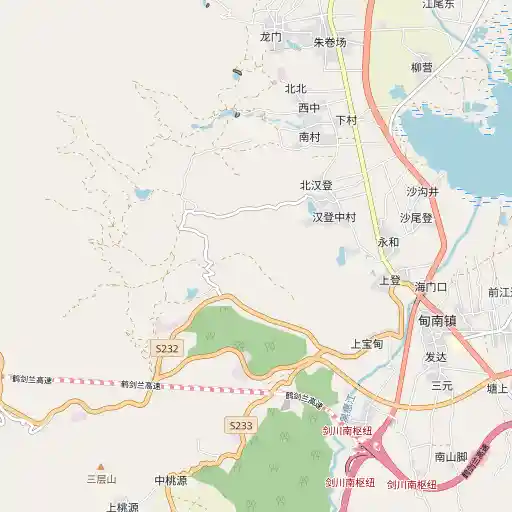 江尾东
龙门
朱卷场
柳营
北北
西中
下村
南村
北汉登
沙沟井
汉登中村
沙尾登
永和
上登
海门口
前江
甸南镇
S232
上宝甸
发达
鹤剑兰高速
鹤剑兰高速
三元
塘上
鹤剑兰高速
S233
剑川南枢纽
南山脚
鹤剑兰高速
三层山
中桃源
剑川南枢纽
剑川南枢纽
上桃源